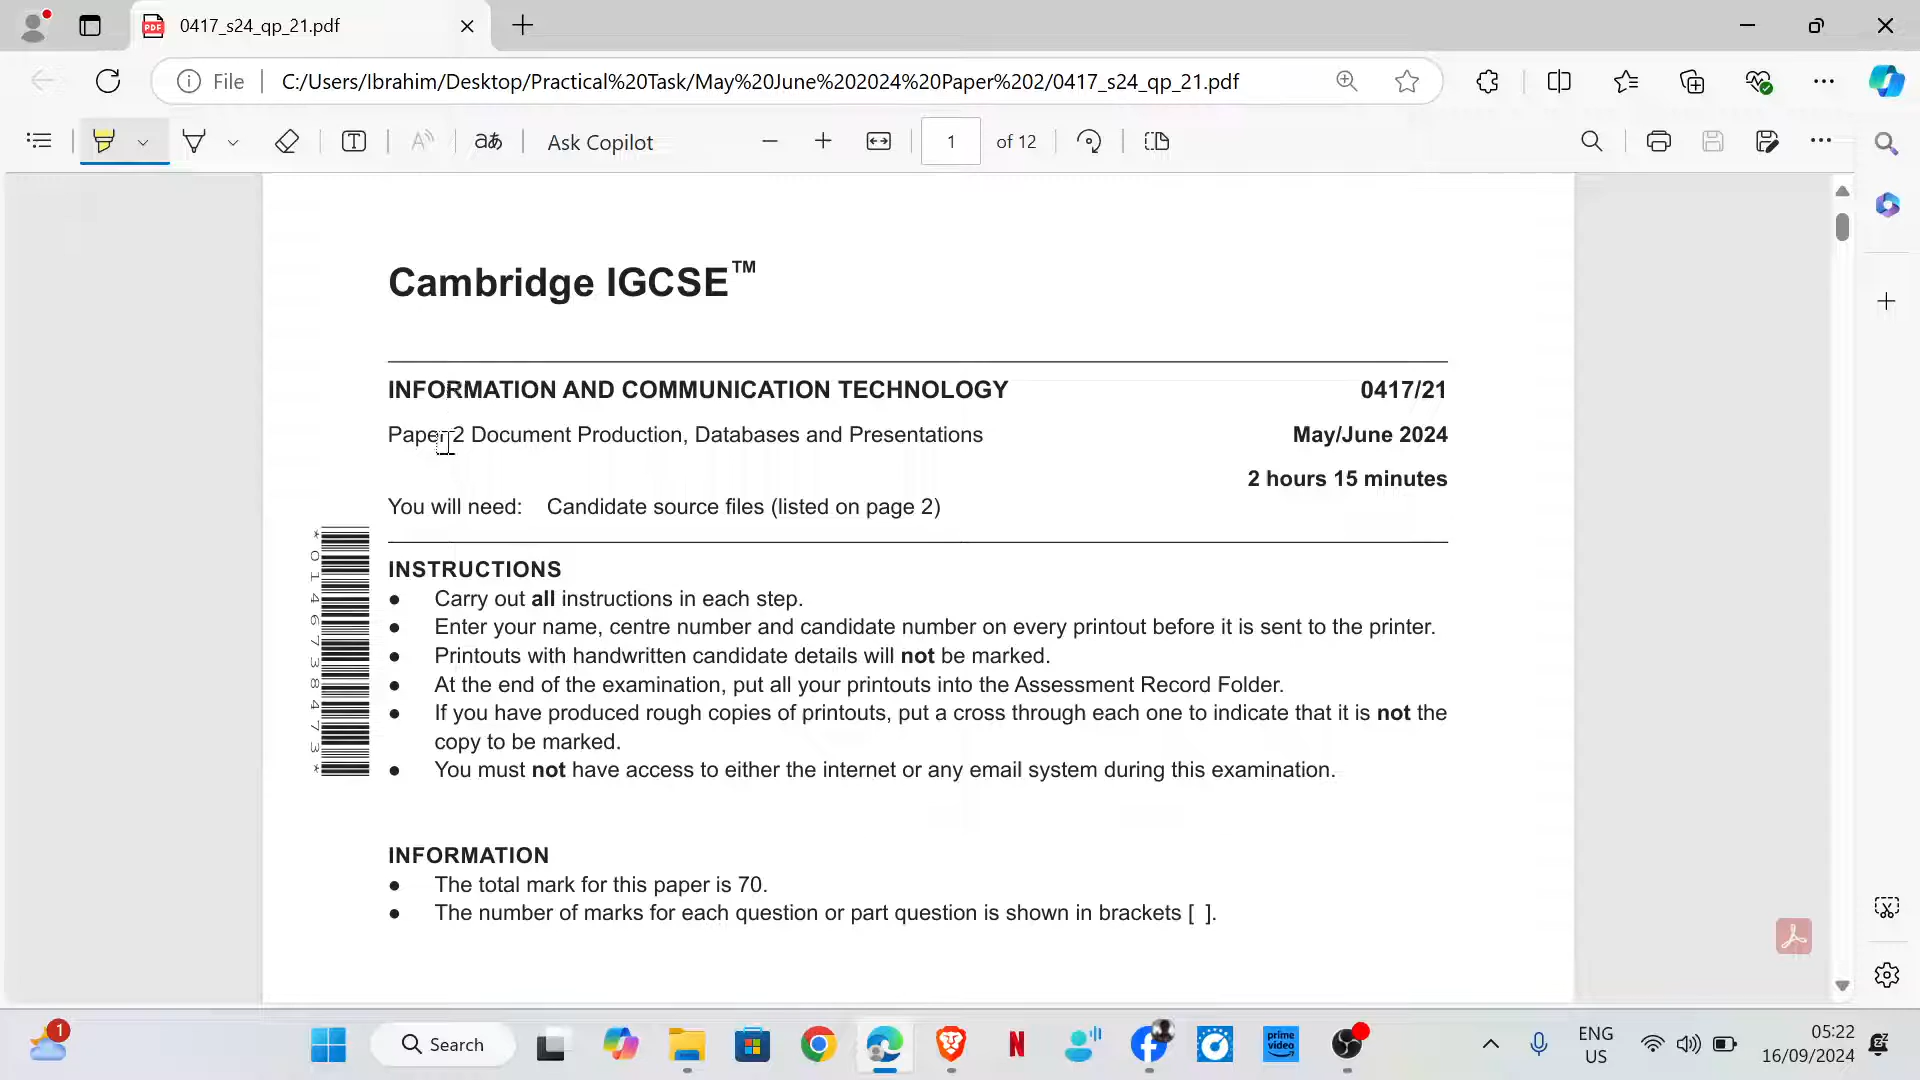 0417_s24_qp_21.pdf
File C:/Users/Ibrahim/Desktop/Practical%20Task/May%20June%202024%20Paper%202/0417_s24_qp_21.pdf
Ask Copilot 1 of 12
Cambridge IGCSE™
INFORMATION AND COMMUNICATION TECHNOLOGY 0417/21
Paper 2 Document Production, Databases and Presentations May/June 2024
2 hours 15 minutes
You will need: Candidate source files (listed on page 2)
INSTRUCTIONS
● Carry out all instructions in each step.
● Enter your name, centre number and candidate number on every printout before it is sent to the printer.
● Printouts with handwritten candidate details will not be marked.
● At the end of the examination, put all your printouts into the Assessment Record Folder.
● If you have produced rough copies of printouts, put a cross through each one to indicate that it is not the
copy to be marked.
● You must not have access to either the internet or any email system during this examination.
*0146738473*
INFORMATION
● The total mark for this paper is 70.
● The number of marks for each question or part question is shown in brackets [ ].
1
Search
prime video
ENG
US
05:22
16/09/2024